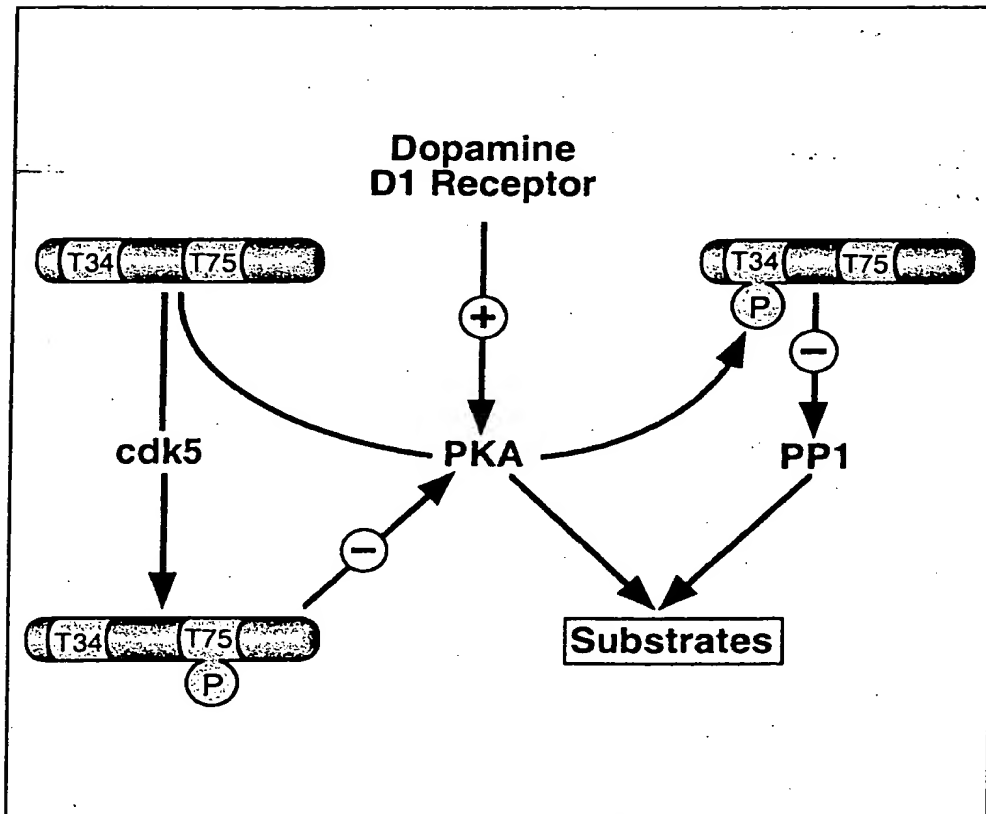 Dopamine
D1 Receptor
T34 T75
T34 T75
P
+
−
cdk5
PKA
PP1
−
T34 T75
P
Substrates